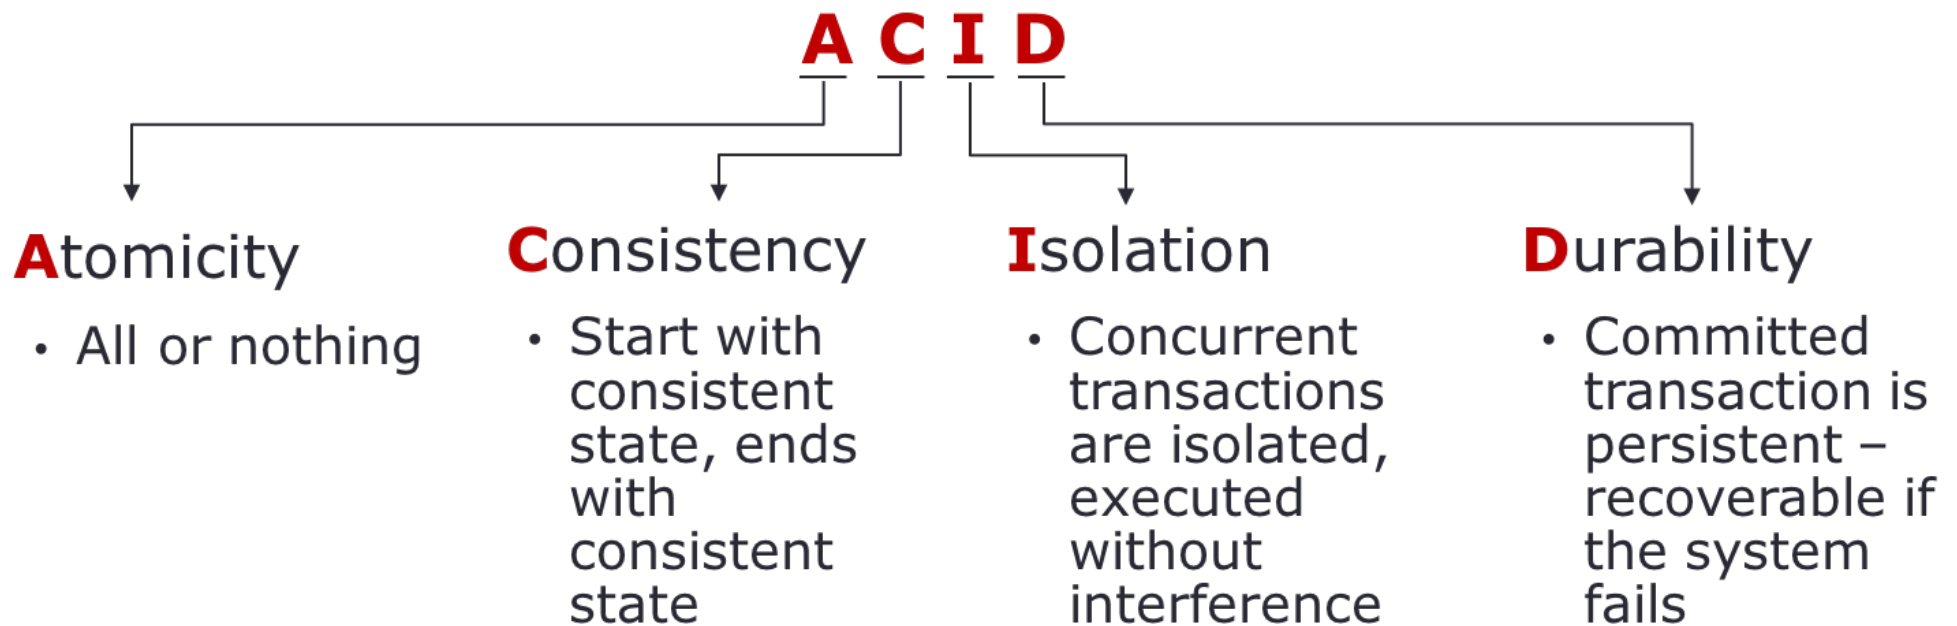 A C I D
Atomicity
• All or nothing
Consistency
• Start with
consistent
state, ends
with
consistent
state
Isolation
• Concurrent
transactions
are isolated,
executed
without
interference
Durability
• Committed
transaction is
persistent –
recoverable if
the system
fails